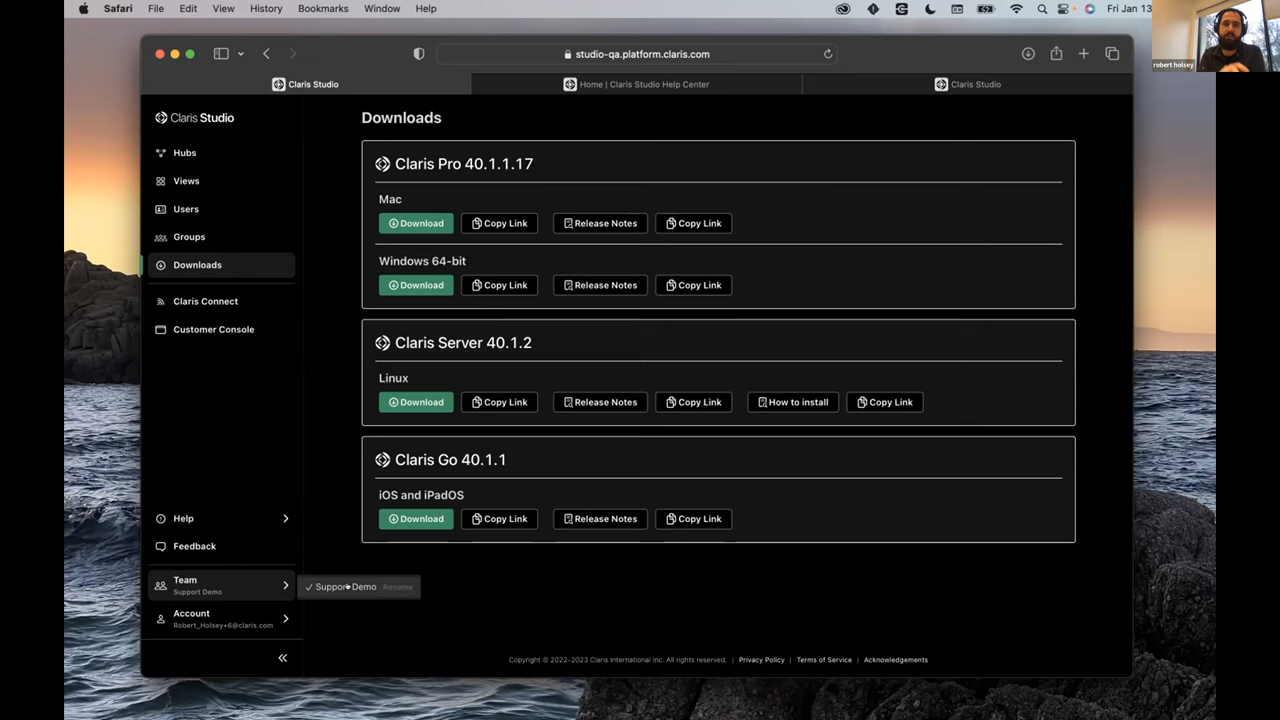 Safari File Edit View History Bookmarks Window Help Fri Jan 13
robert holsey
studio-qa.platform.claris.com
Claris Studio
Home | Claris Studio Help Center
Claris Studio
Claris Studio
Hubs
Views
Users
Groups
Downloads
Claris Connect
Customer Console
Help
Feedback
Team
Support Demo
Account
Robert_Holsey+6@claris.com
✓ Support Demo Rename
Downloads
Claris Pro 40.1.1.17
Mac
Download Copy Link Release Notes Copy Link
Windows 64-bit
Download Copy Link Release Notes Copy Link
Claris Server 40.1.2
Linux
Download Copy Link Release Notes Copy Link How to install Copy Link
Claris Go 40.1.1
iOS and iPadOS
Download Copy Link Release Notes Copy Link
Copyright © 2022-2023 Claris International Inc. All rights reserved. | Privacy Policy | Terms of Service | Acknowledgements